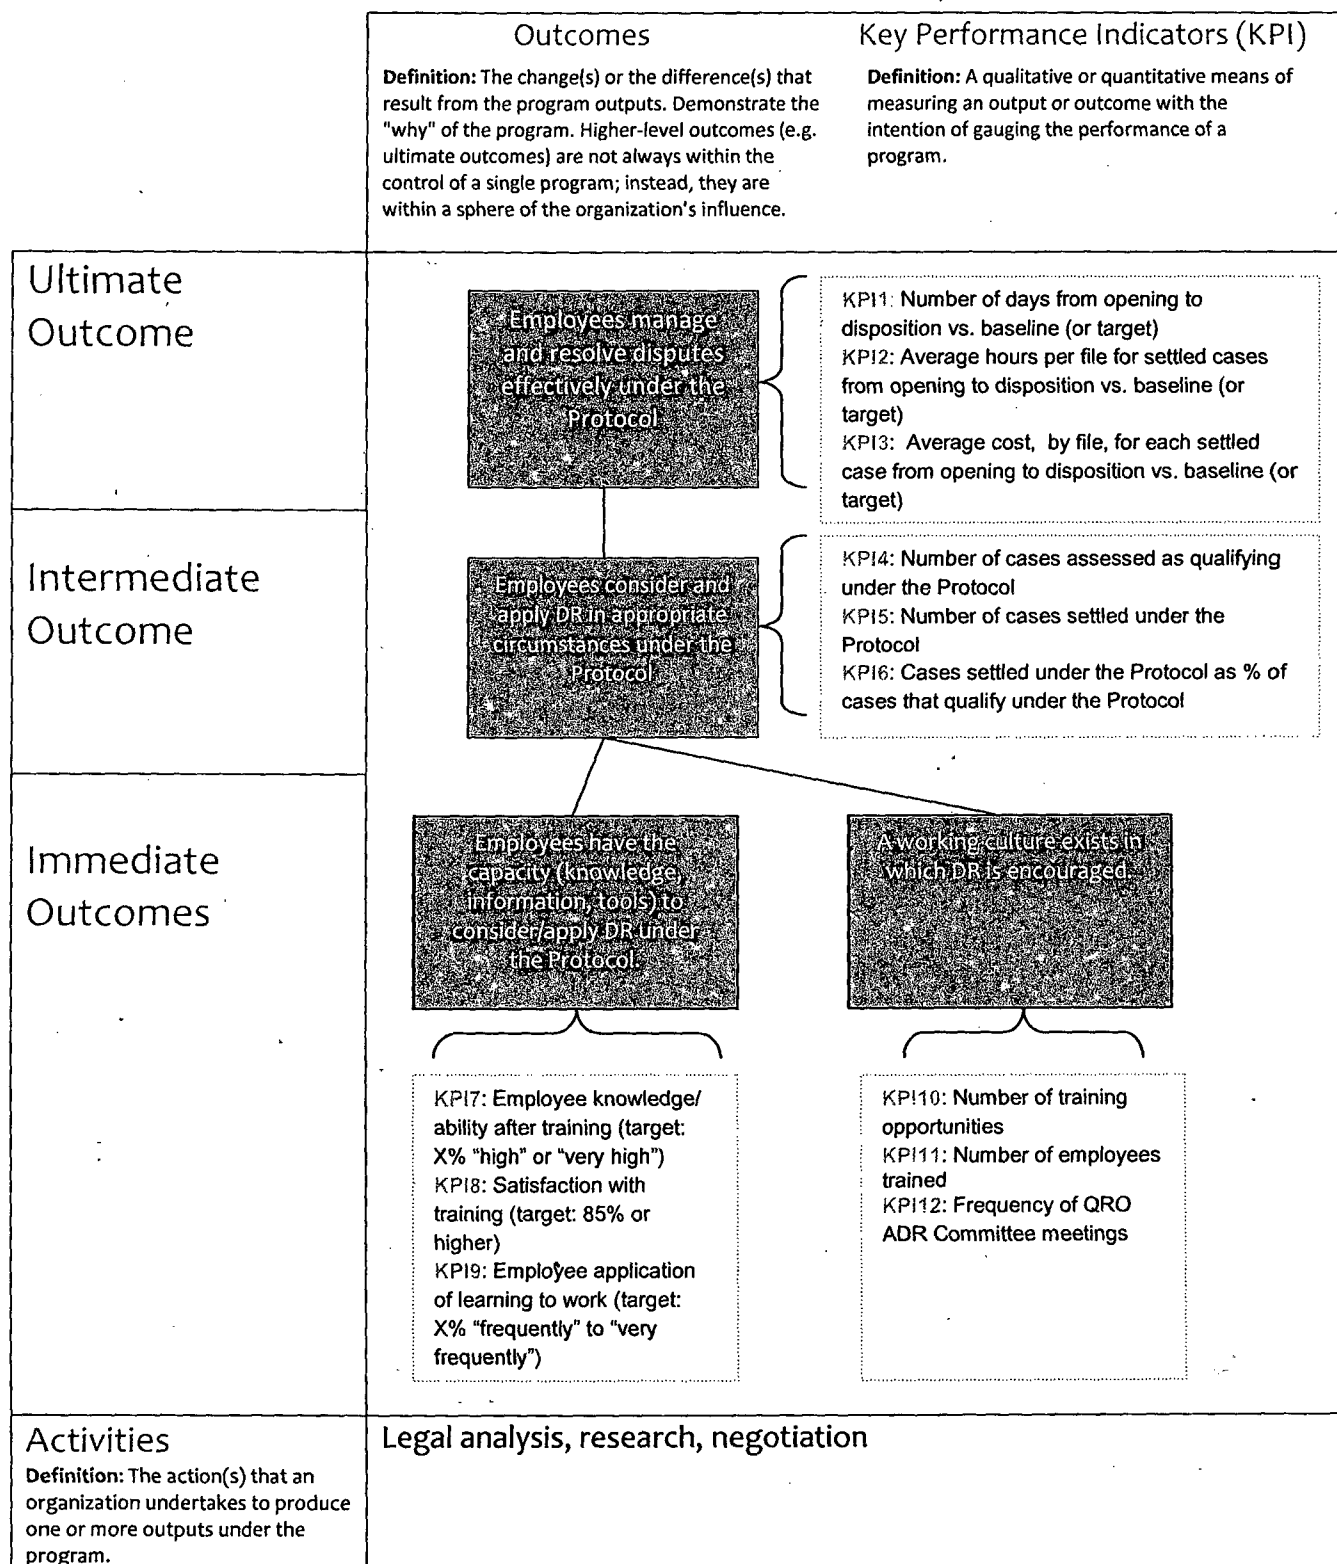 Outcomes
Definition: The change(s) or the difference(s) that
result from the program outputs. Demonstrate the
"why" of the program. Higher-level outcomes (e.g.
ultimate outcomes) are not always within the
control of a single program; instead, they are
within a sphere of the organization's influence.
Key Performance Indicators (KPI)
Definition: A qualitative or quantitative means of
measuring an output or outcome with the
intention of gauging the performance of a
program.
Ultimate
Outcome
Employees manage
and resolve disputes
effectively under the
Protocol
KPI1: Number of days from opening to
disposition vs. baseline (or target)
KPI2: Average hours per file for settled cases
from opening to disposition vs. baseline (or
target)
KPI3: Average cost, by file, for each settled
case from opening to disposition vs. baseline (or
target)
Intermediate
Outcome
Employees consider and
apply DR in appropriate
circumstances under the
Protocol
KPI4: Number of cases assessed as qualifying
under the Protocol
KPI5: Number of cases settled under the
Protocol
KPI6: Cases settled under the Protocol as % of
cases that qualify under the Protocol
Immediate
Outcomes
Employees have the
capacity (knowledge,
information, tools) to
consider/apply DR under
the Protocol.
A working culture exists in
which DR is encouraged
KPI7: Employee knowledge/
ability after training (target:
X% “high” or “very high”)
KPI8: Satisfaction with
training (target: 85% or
higher)
KPI9: Employee application
of learning to work (target:
X% “frequently” to “very
frequently”)
KPI10: Number of training
opportunities
KPI11: Number of employees
trained
KPI12: Frequency of QRO
ADR Committee meetings
Activities
Definition: The action(s) that an
organization undertakes to produce
one or more outputs under the
program.
Legal analysis, research, negotiation